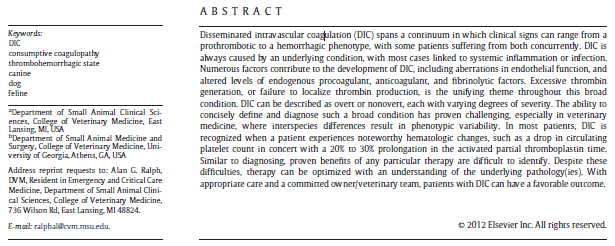 A B S T R A C T
Keywords:
DIC
consumptive coagulopathy
thrombohemorrhagic state
canine
dog
feline
ᵃDepartment of Small Animal Clinical Sci-
ences, College of Veterinary Medicine, East
Lansing, MI, USA
ᵇDepartment of Small Animal Medicine and
Surgery, College of Veterinary Medicine, Uni-
versity of Georgia, Athens, GA, USA
Address reprint requests to: Alan G. Ralph,
DVM, Resident in Emergency and Critical Care
Medicine, Department of Small Animal Clini-
cal Sciences, College of Veterinary Medicine,
736 Wilson Rd, East Lansing, MI 48824.
E-mail: ralphal@cvm.msu.edu.
Disseminated intravascular coagulation (DIC) spans a continuum in which clinical signs can range from a
prothrombotic to a hemorrhagic phenotype, with some patients suffering from both concurrently. DIC is
always caused by an underlying condition, with most cases linked to systemic inflammation or infection.
Numerous factors contribute to the development of DIC, including aberrations in endothelial function, and
altered levels of endogenous procoagulant, anticoagulant, and fibrinolytic factors. Excessive thrombin
generation, or failure to localize thrombin production, is the unifying theme throughout this broad
condition. DIC can be described as overt or nonovert, each with varying degrees of severity. The ability to
concisely define and diagnose such a broad condition has proven challenging, especially in veterinary
medicine, where interspecies differences result in phenotypic variability. In most patients, DIC is
recognized when a patient experiences noteworthy hematologic changes, such as a drop in circulating
platelet count in concert with a 20% to 30% prolongation in the activated partial thromboplastin time.
Similar to diagnosing, proven benefits of any particular therapy are difficult to identify. Despite these
difficulties, therapy can be optimized with an understanding of the underlying pathology(ies). With
appropriate care and a committed owner/veterinary team, patients with DIC can have a favorable outcome.
© 2012 Elsevier Inc. All rights reserved.